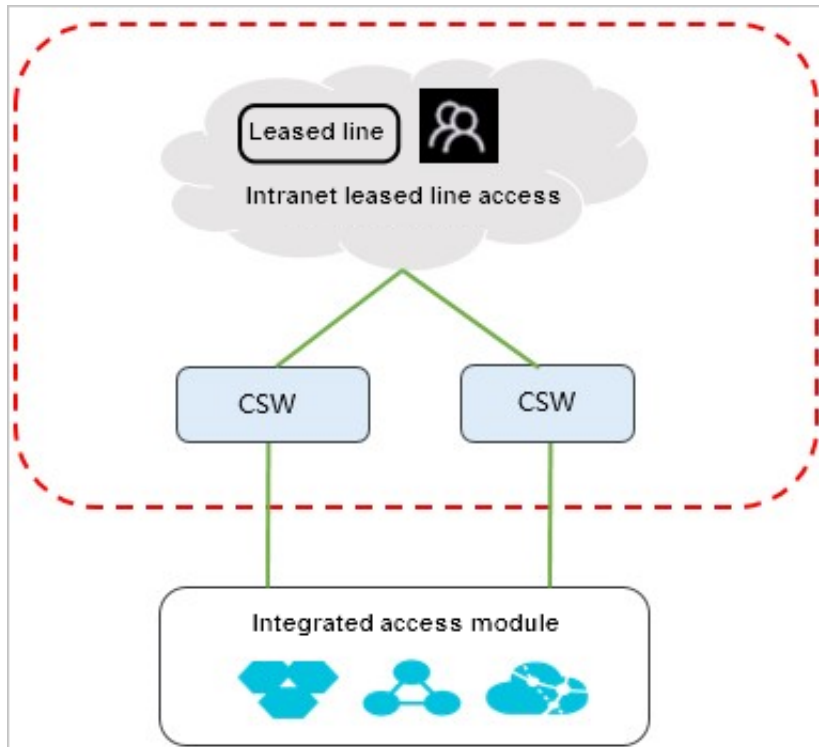 Leased line
Intranet leased line access
CSW
CSW
Integrated access module